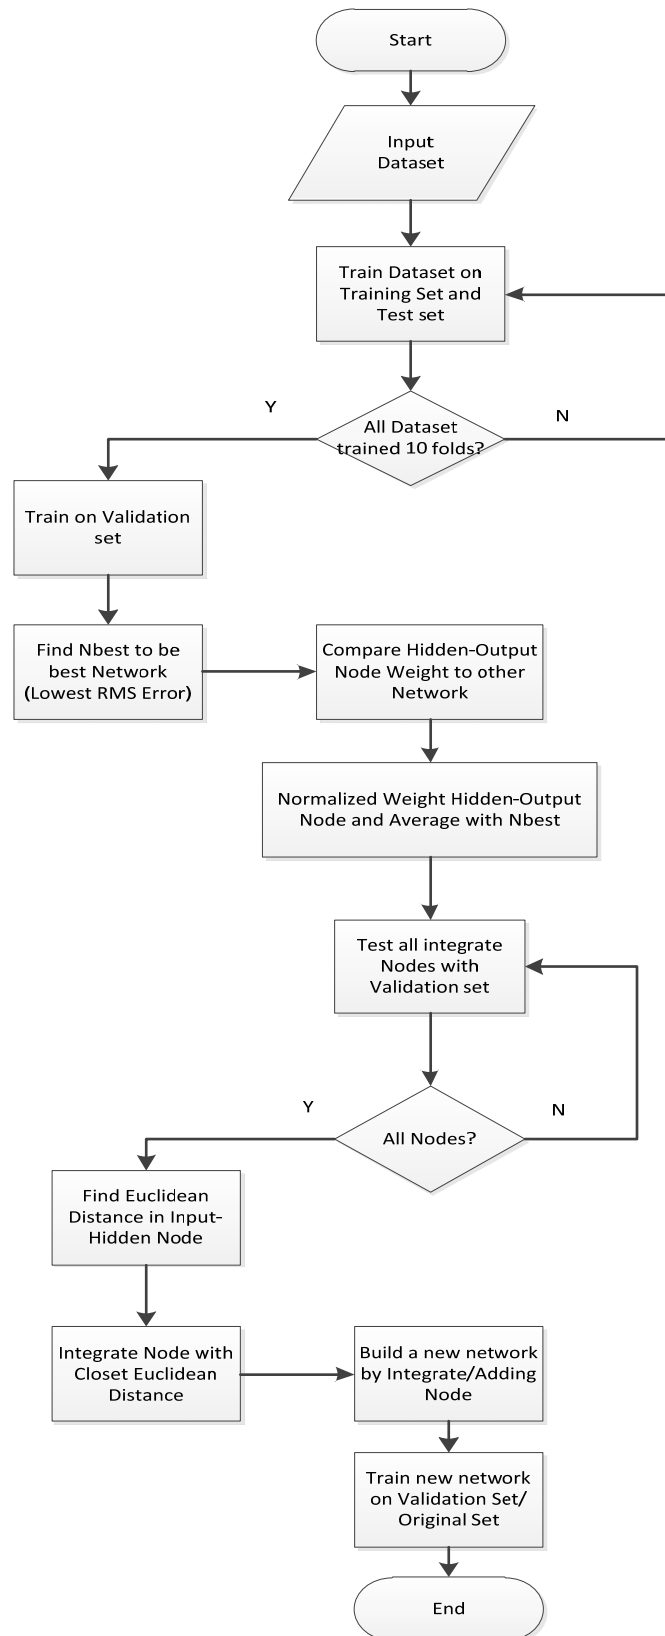 Start
Input
Dataset
Train Dataset on
Training Set and
Test set
Y
N
All Dataset
trained 10 folds?
Train on Validation
set
Find Nbest to be
best Network
(Lowest RMS Error)
Compare Hidden-Output
Node Weight to other
Network
Normalized Weight Hidden-Output
Node and Average with Nbest
Test all integrate
Nodes with
Validation set
Y
N
All Nodes?
Find Euclidean
Distance in Input-
Hidden Node
Integrate Node with
Closet Euclidean
Distance
Build a new network
by Integrate/Adding
Node
Train new network
on Validation Set/
Original Set
End